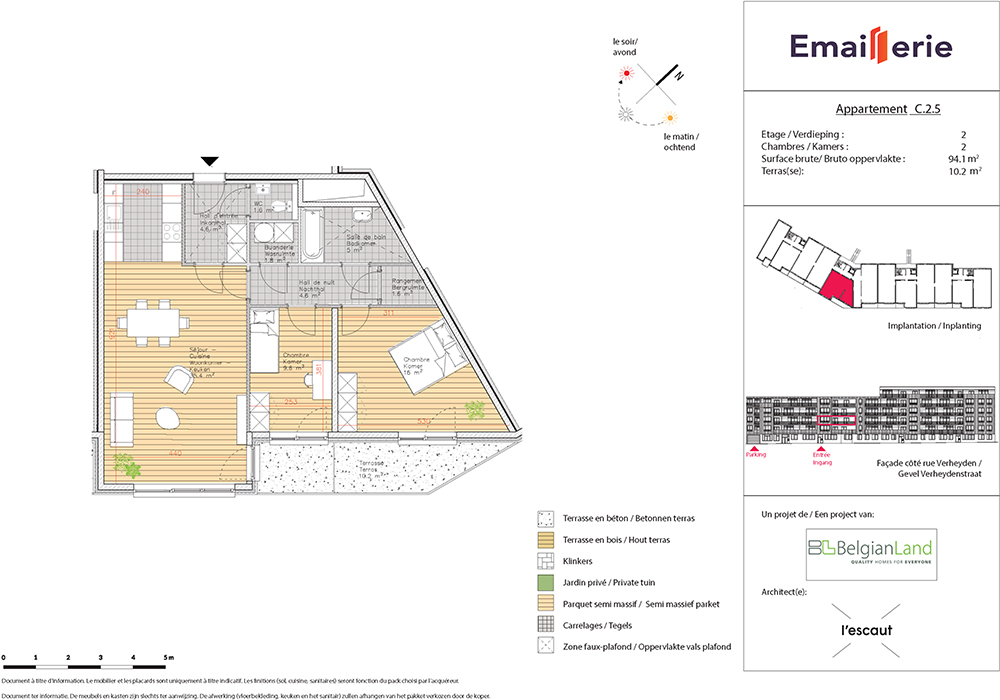 le soir/
avond
N
le matin /
ochtend
Emaillerie
Appartement C.2.5
Etage / Verdieping : 2
Chambres / Kamers : 2
Surface brute/ Bruto oppervlakte : 94.1 m²
Terras(se): 10.2 m²
Implantation / Inplanting
Parking
Entrée
Ingang
Façade côté rue Verheyden /
Gevel Verheydenstraat
Un projet de / Een project van:
BelgianLand
QUALITY HOMES FOR EVERYONE
Architect(e):
l'escaut
240
Hall d'entrée
Inkomhal
4.6 m²
WC
1.6 m²
Buanderie
Wasruimte
1.8 m²
Salle de bain
Badkamer
5 m²
Hall de nuit
Nachthal
4.6 m²
Rangement
Bergruimte
1.6 m²
311
Séjour –
Cuisine
Woonkamer –
Keuken
Chambre
Kamer
9.6 m²
381
253
Chambre
Kamer
16 m²
530
440
Terrasse
Terras
10.2 m²
Terrasse en béton / Betonnen terras
Terrasse en bois / Hout terras
Klinkers
Jardin privé / Private tuin
Parquet semi massif / Semi massief parket
Carrelages / Tegels
Zone faux-plafond / Oppervlakte vals plafond
0 1 2 3 4 5 m
Document à titre d'information. Le mobilier et les placards sont uniquement à titre indicatif. Les finitions (sol, cuisine, sanitaires) seront fonction du pack choisi par l'acquéreur.
Document ter informatie. De meubels en kasten zijn slechts ter aanwijzing. De afwerking (vloerbekleding, keuken en het sanitair) zullen afhangen van het pakket verkozen door de koper.